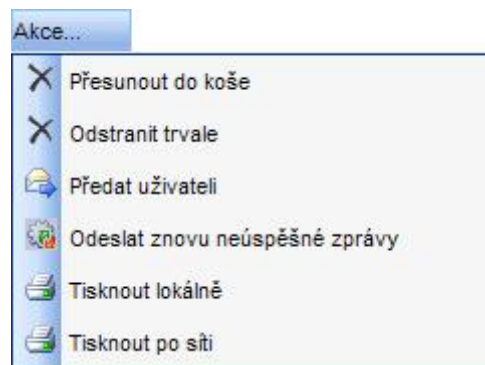 Akce...
Přesunout do koše
Odstranit trvale
Předat uživateli
Odeslat znovu neúspěšné zprávy
Tisknout lokálně
Tisknout po síti